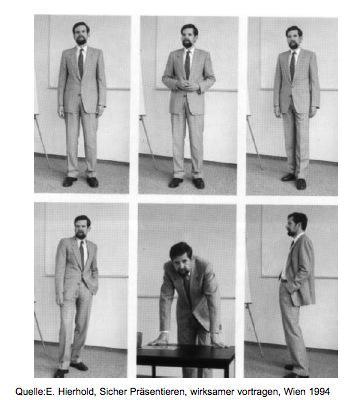 Quelle:E. Hierhold, Sicher Präsentieren, wirksamer vortragen, Wien 1994